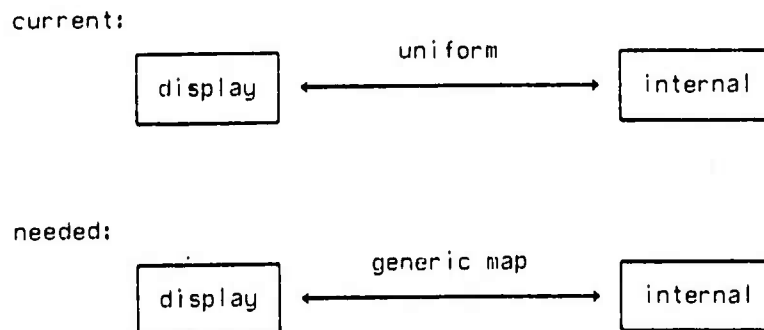 current:
uniform
display internal
needed:
generic map
display internal